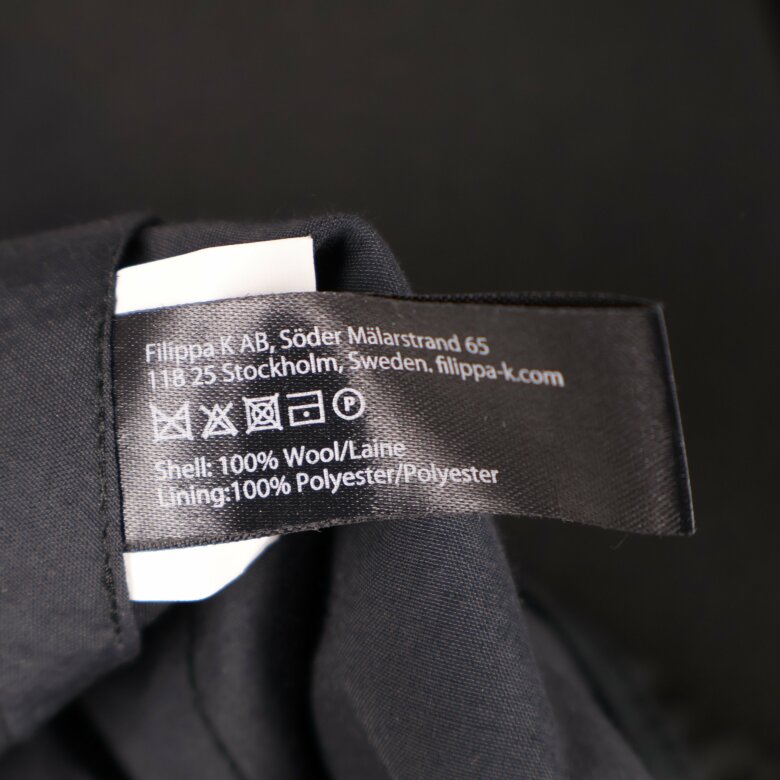 Filippa K AB, Söder Mälarstrand 65
118 25 Stockholm, Sweden. filippa-k.com
P
Shell: 100% Wool/Laine
Lining:100% Polyester/Polyester